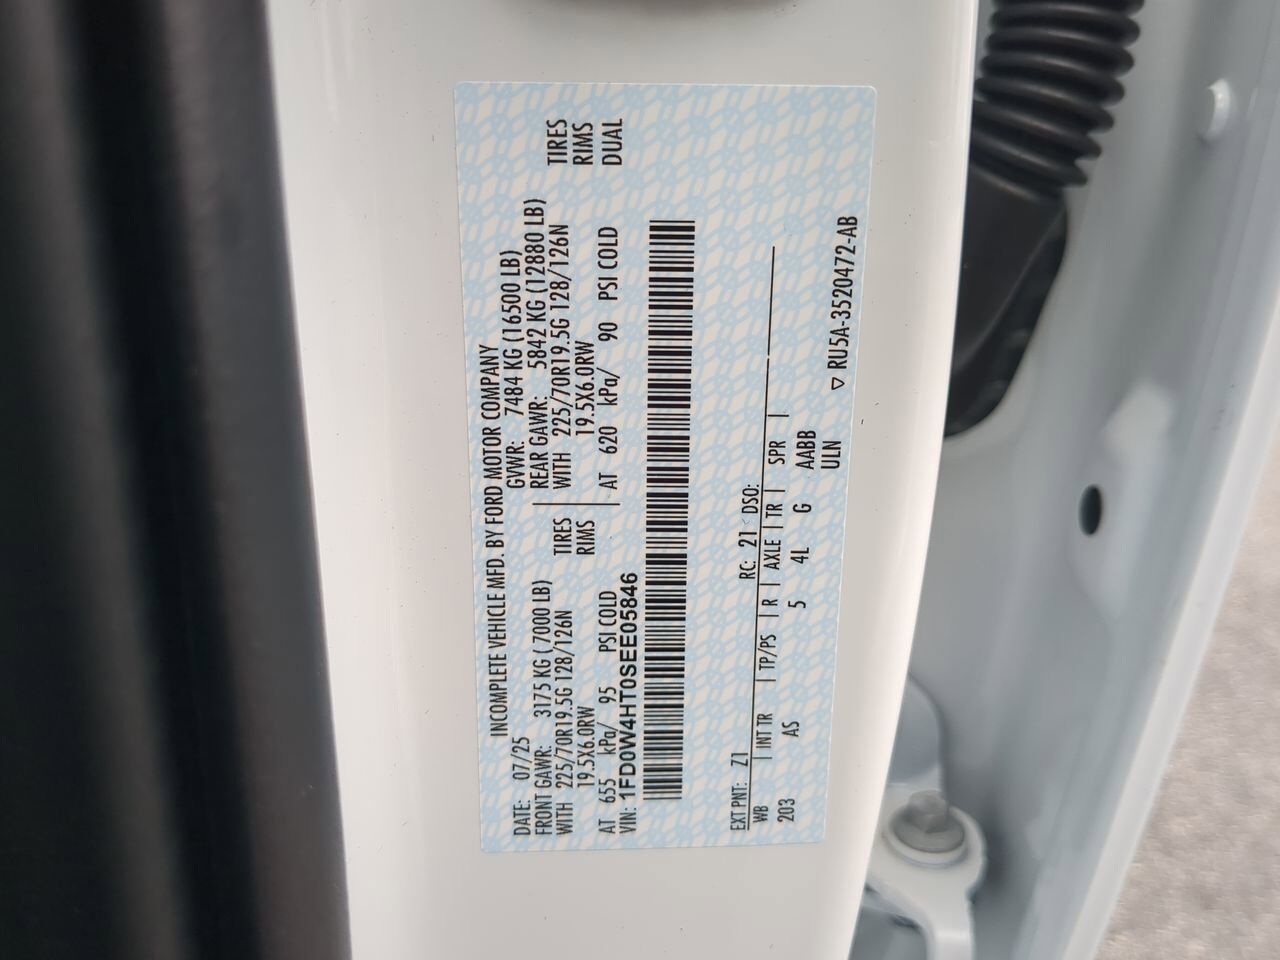 INCOMPLETE VEHICLE MFD. BY FORD MOTOR COMPANY
DATE: 07/25 GVWR: 7484 KG (16500 LB)
FRONT GAWR: 3175 KG ( 7000 LB) REAR GAWR: 5842 KG (12880 LB)
WITH 225/70R19.5G 128/126N TIRES WITH 225/70R19.5G 128/126N TIRES
19.5X6.0RW RIMS 19.5X6.0RW RIMS
AT 655 kPa/ 95 PSI COLD AT 620 kPa/ 90 PSI COLD DUAL
VIN: 1FD0W4HT0SEE05846
EXT PNT: Z1 RC: 21 DSO:
WB | INT TR | TP/PS | R | AXLE | TR | SPR |
203 AS 5 4L G AABB
ULN
▽ RU5A-3520472-AB